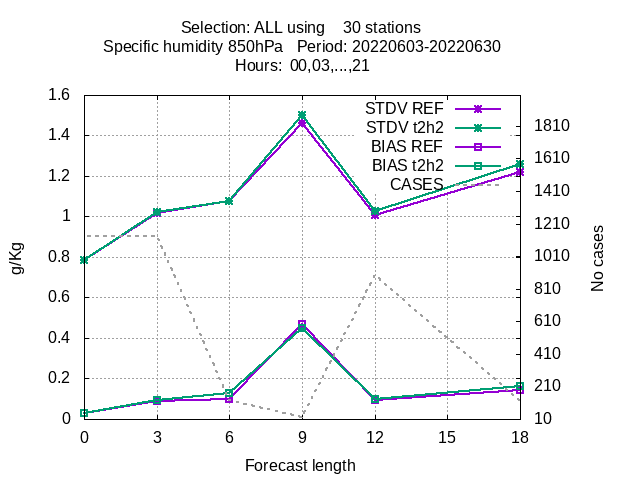 Selection: ALL using    30 stations
Specific humidity 850hPa   Period: 20220603-20220630
Hours: 00,03,...,21
STDV REF
STDV t2h2
BIAS REF
BIAS t2h2
CASES
g/Kg
1.6
1.4
1.2
1
0.8
0.6
0.4
0.2
0
No cases
1810
1610
1410
1210
1010
810
610
410
210
10
0 3 6 9 12 15 18
Forecast length